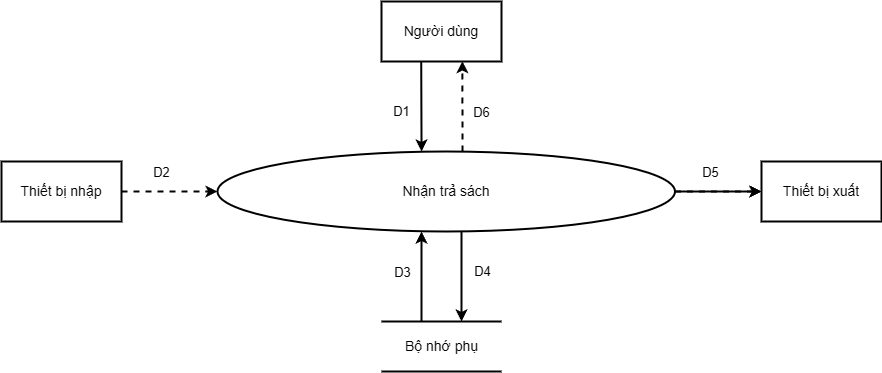 Người dùng
D1
D6
Thiết bị nhập
D2
Nhận trả sách
D5
Thiết bị xuất
D3
D4
Bộ nhớ phụ